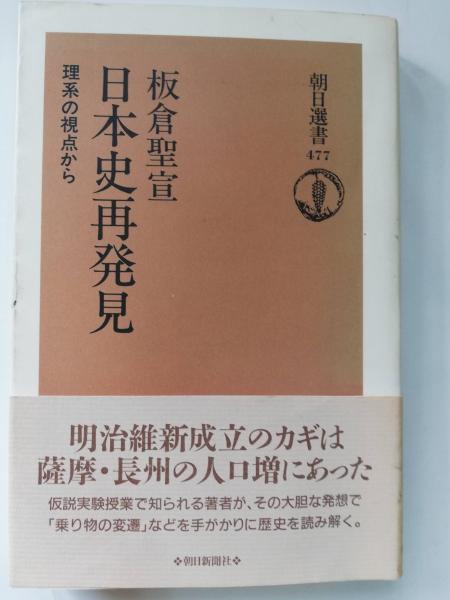 朝日選書
477
板倉聖宣
日本史再発見
理系の視点から
明治維新成立のカギは
薩摩・長州の人口増にあった
仮説実験授業で知られる著者が、その大胆な発想で
「乗り物の変遷」などを手がかりに歴史を読み解く。
❖朝日新聞社❖